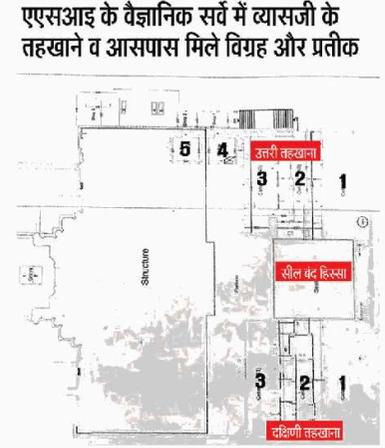 एएसआइ के वैज्ञानिक सर्वे में व्यासजी के
तहखाने व आसपास मिले विग्रह और प्रतीक
5
4
उत्तरी तहखाना
3
2
1
Structure
सील बंद हिस्सा
3
2
1
दक्षिणी तहखाना